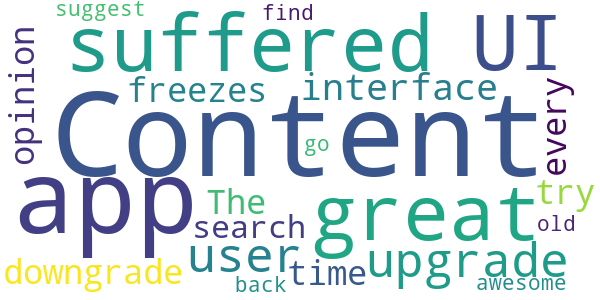 suggest
find
suffered
UI
opinion
freezes
interface
every
Content
go
app
The
great
try
search
old
user
upgrade
downgrade
time
back
awesome